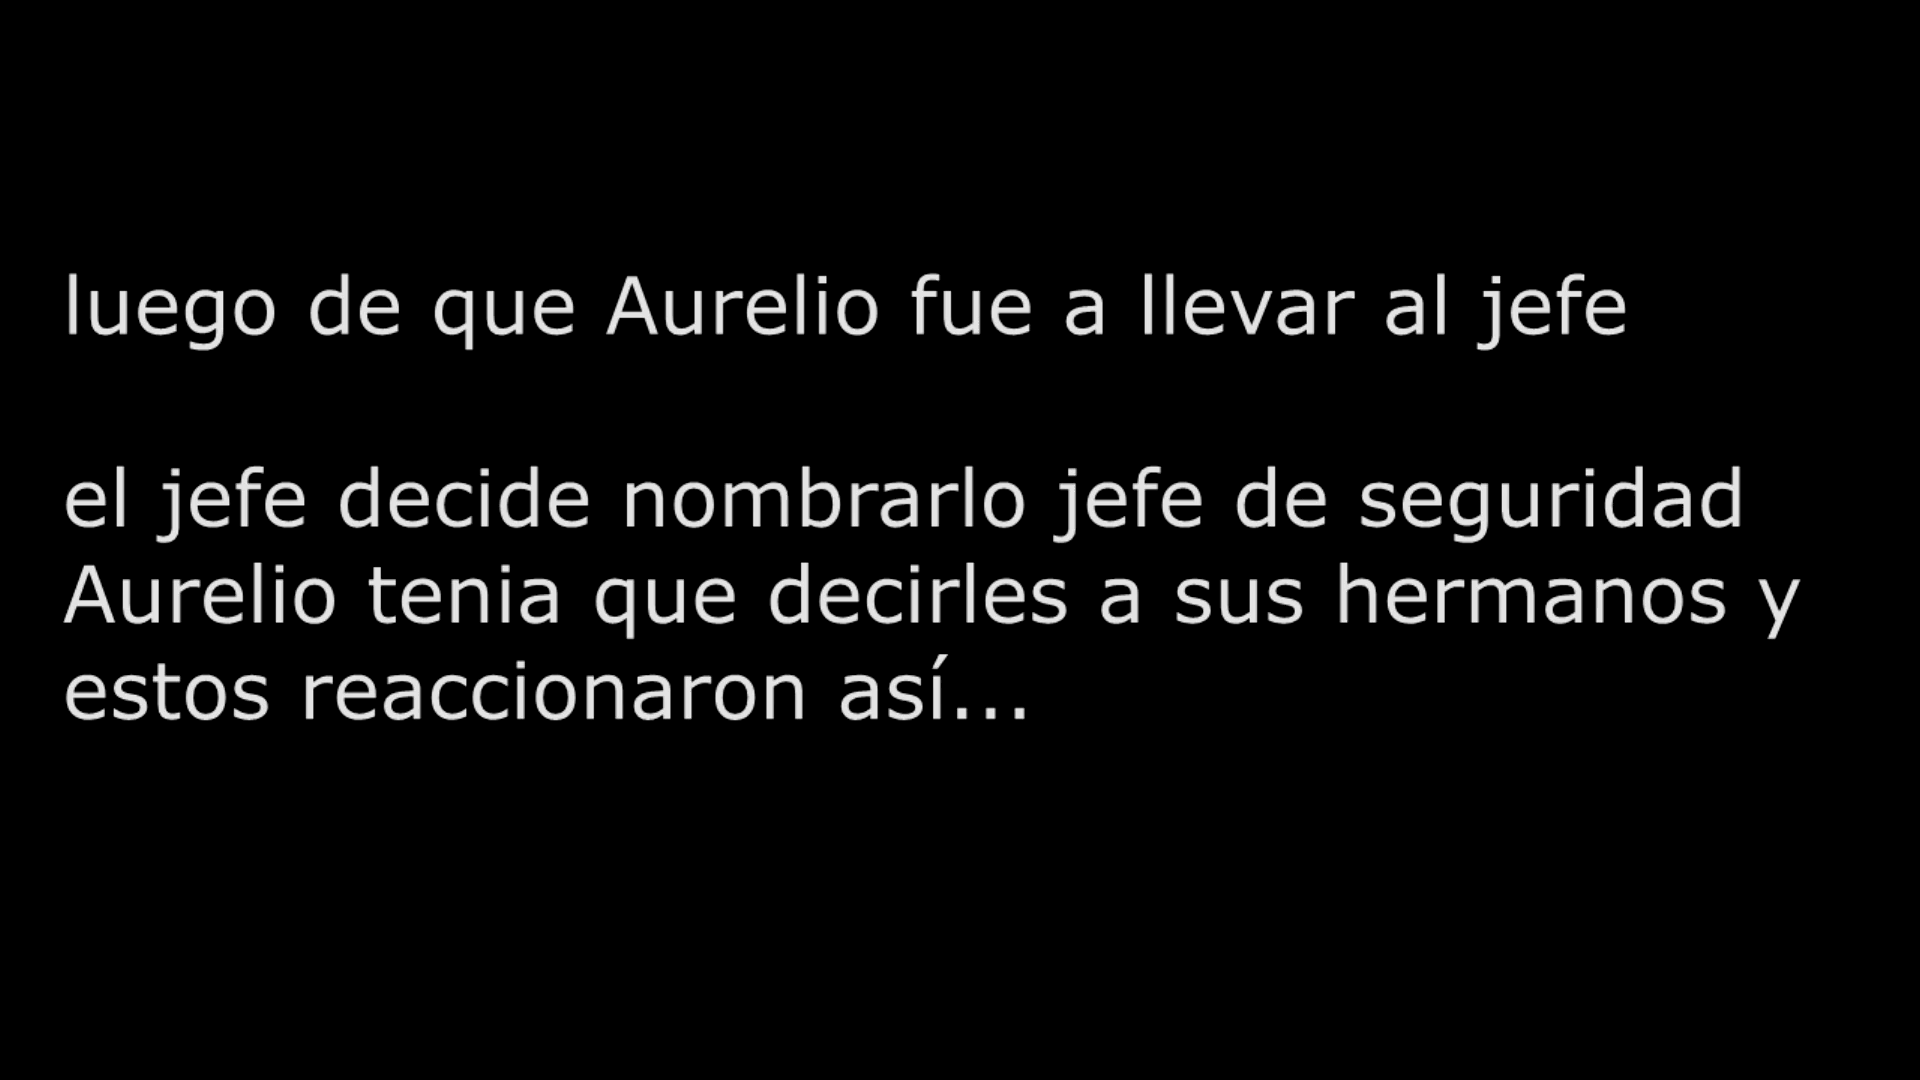 luego de que Aurelio fue a llevar al jefe
el jefe decide nombrarlo jefe de seguridad
Aurelio tenia que decirles a sus hermanos y
estos reaccionaron así...